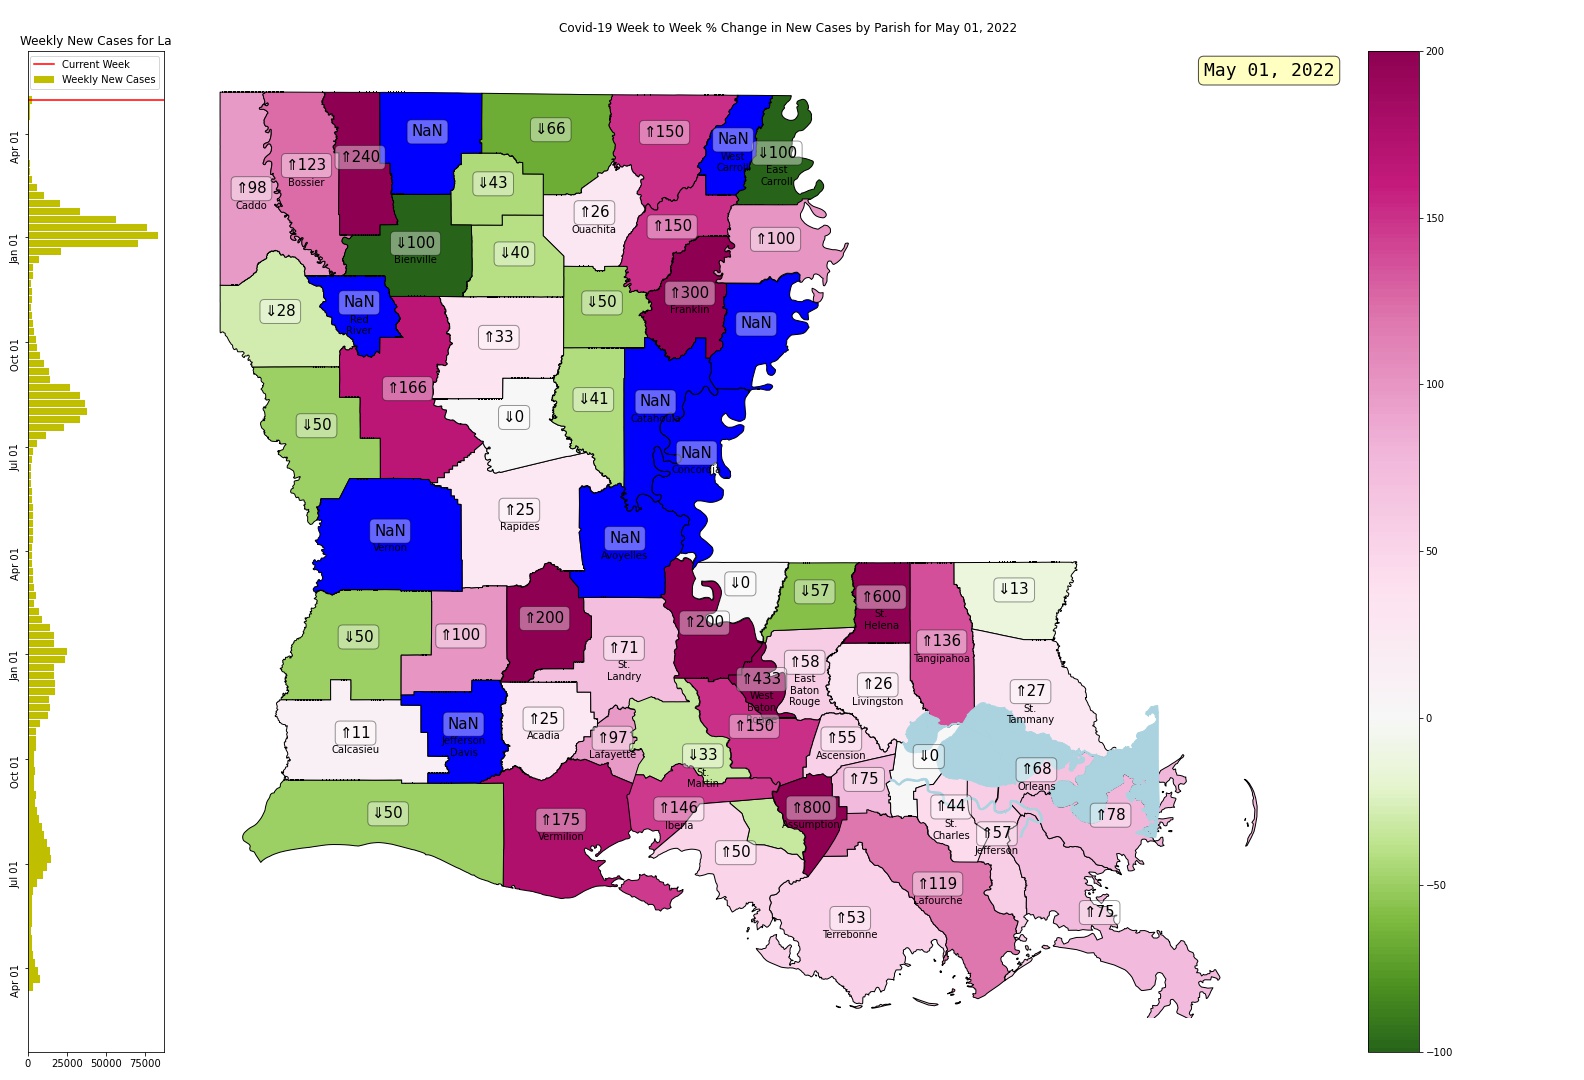 Covid-19 Week to Week % Change in New Cases by Parish for May 01, 2022
Weekly New Cases for La
Current Week
Weekly New Cases
Apr 01
Jan 01
Oct 01
Jul 01
Apr 01
Jan 01
Oct 01
Jul 01
Apr 01
0 25000 50000 75000
May 01, 2022
NaN
⇓66
⇑150
NaN
West
Carroll
⇓100
East
Carroll
⇑240
⇑123
Bossier
⇑98
Caddo
⇓43
⇑26
Ouachita
⇑150
⇑100
⇓100
Bienville
⇓40
⇑300
Franklin
⇓28
NaN
Red
River
⇓50
NaN
⇑33
⇑166
⇓0
⇓41
NaN
Catahoula
⇓50
NaN
Concordia
⇑25
Rapides
NaN
Vernon
NaN
Avoyelles
⇓0
⇓57
⇑600
St.
Helena
⇓13
⇓50
⇑100
⇑200
⇑200
⇑136
Tangipahoa
⇑71
St.
Landry
⇑58
East
Baton
Rouge
⇑433
West
Baton
Rouge
⇑26
Livingston
⇑27
St.
Tammany
⇑11
Calcasieu
NaN
Jefferson
Davis
⇑25
Acadia
⇑97
Lafayette
⇑150
⇑55
Ascension
⇓33
St.
Martin
⇓0
⇑68
Orleans
⇑75
⇓50
⇑175
Vermilion
⇑146
Iberia
⇑800
Assumption
⇑44
St.
Charles
⇑78
⇑57
Jefferson
⇑50
⇑119
Lafourche
⇑53
Terrebonne
⇑75
200
150
100
50
0
−50
−100